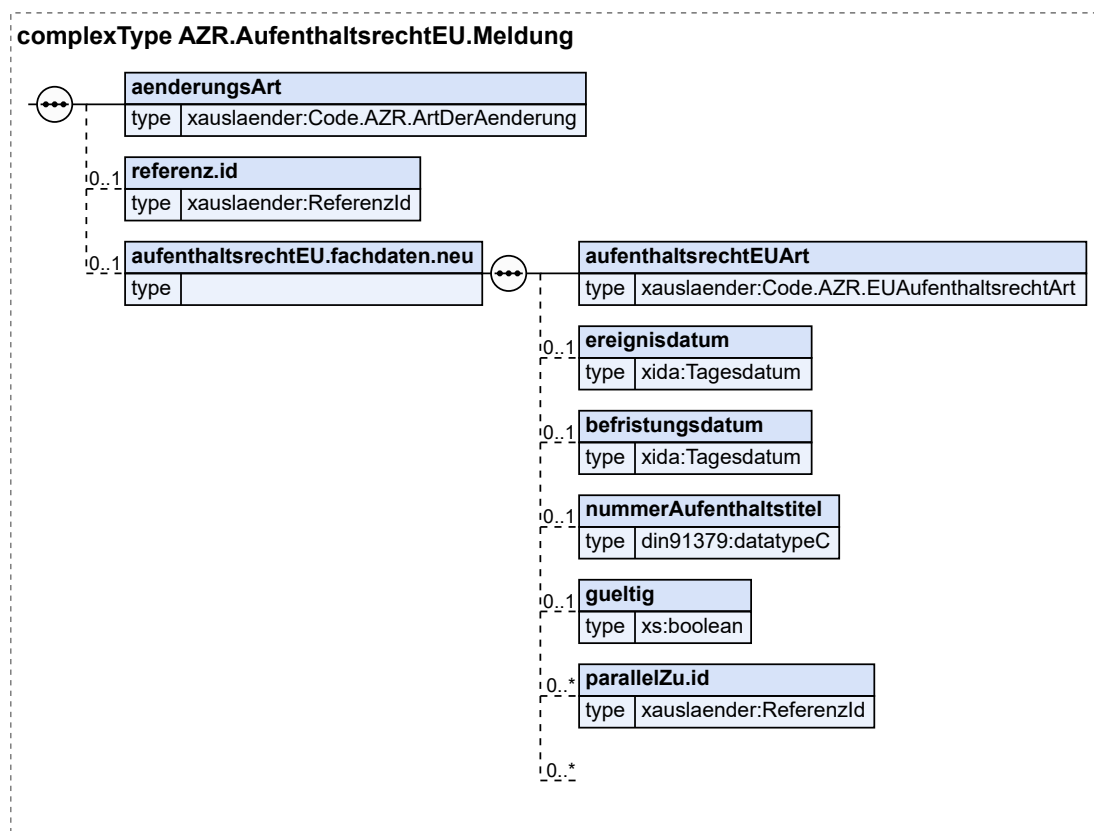 complexType AZR.AufenthaltsrechtEU.Meldung
aenderungsArt
type xauslaender:Code.AZR.ArtDerAenderung
0..1 referenz.id
type xauslaender:ReferenzId
0..1 aufenthaltsrechtEU.fachdaten.neu
type
aufenthaltsrechtEUArt
type xauslaender:Code.AZR.EUAufenthaltsrechtArt
0..1 ereignisdatum
type xida:Tagesdatum
0..1 befristungsdatum
type xida:Tagesdatum
0..1 nummerAufenthaltstitel
type din91379:datatypeC
0..1 gueltig
type xs:boolean
0..* parallelZu.id
type xauslaender:ReferenzId
0..*